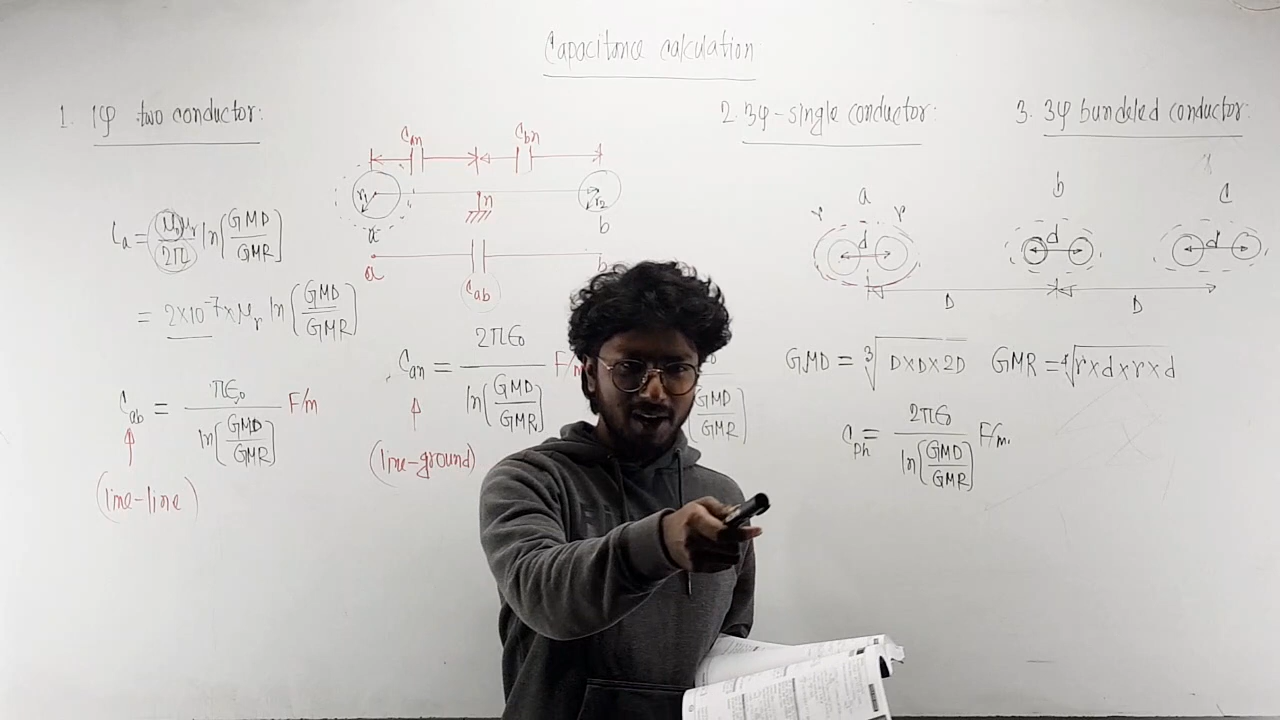 Capacitance calculation
1. 1φ two conductor:
2. 3φ-single conductor:
3. 3φ bundeled conductor:
Can Cbn
r1 n r2
a b
a b
Cab
La = μ0μr/2π ln[GMD/GMR]
= 2×10^-7×μr ln[GMD/GMR]
Cab = πε0/ln[GMD/GMR] F/m
(line-line)
Can = 2πε0/ln[GMD/GMR] F/m
(line-ground)
[GMD/GMR]
a b c
r r
d d d
D D
GMD = ∛D×D×2D GMR = ∜r×d×r×d
Cph = 2πε0/ln[GMD/GMR] F/m.